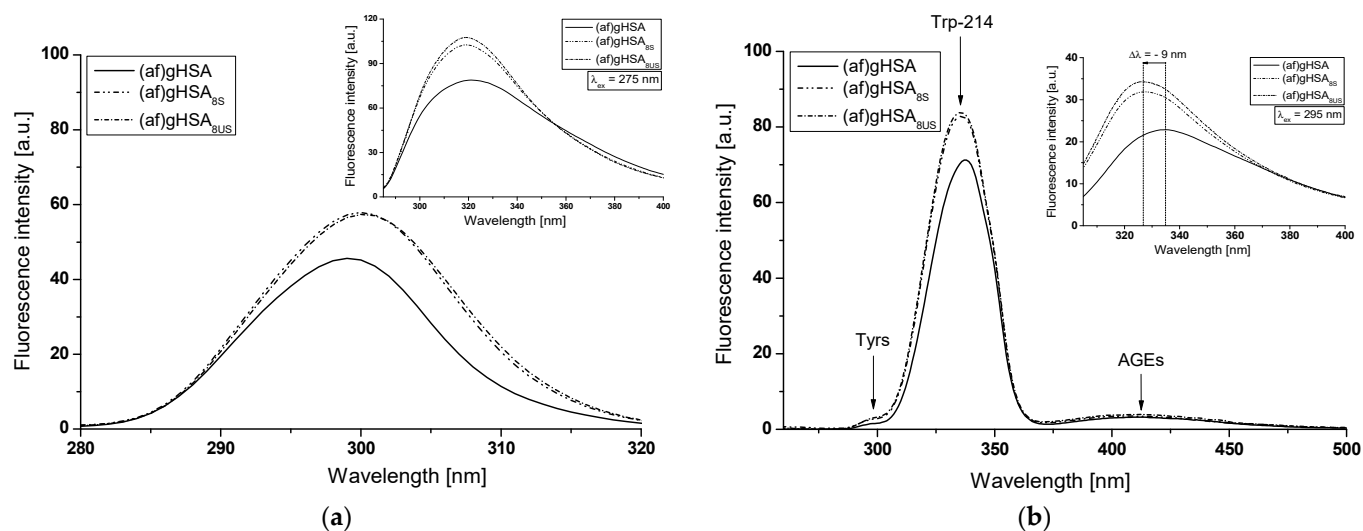 (af)gHSA
(af)gHSA8S
(af)gHSA8US
λex = 275 nm
Fluorescence intensity [a.u.]
120
105
90
75
60
45
30
15
0
300 320 340 360 380 400
Wavelength [nm]
(af)gHSA
(af)gHSA8S
(af)gHSA8US
Fluorescence intensity [a.u.]
100
80
60
40
20
0
280 290 300 310 320
Wavelength [nm]
(a)
Trp-214
Δλ = - 9 nm
(af)gHSA
(af)gHSA8S
(af)gHSA8US
λex = 295 nm
Fluorescence intensity [a.u.]
50
40
30
20
10
0
320 340 360 380 400
Wavelength [nm]
(af)gHSA
(af)gHSA8S
(af)gHSA8US
Tyrs
AGEs
Fluorescence intensity [a.u.]
100
80
60
40
20
0
300 350 400 450 500
Wavelength [nm]
(b)